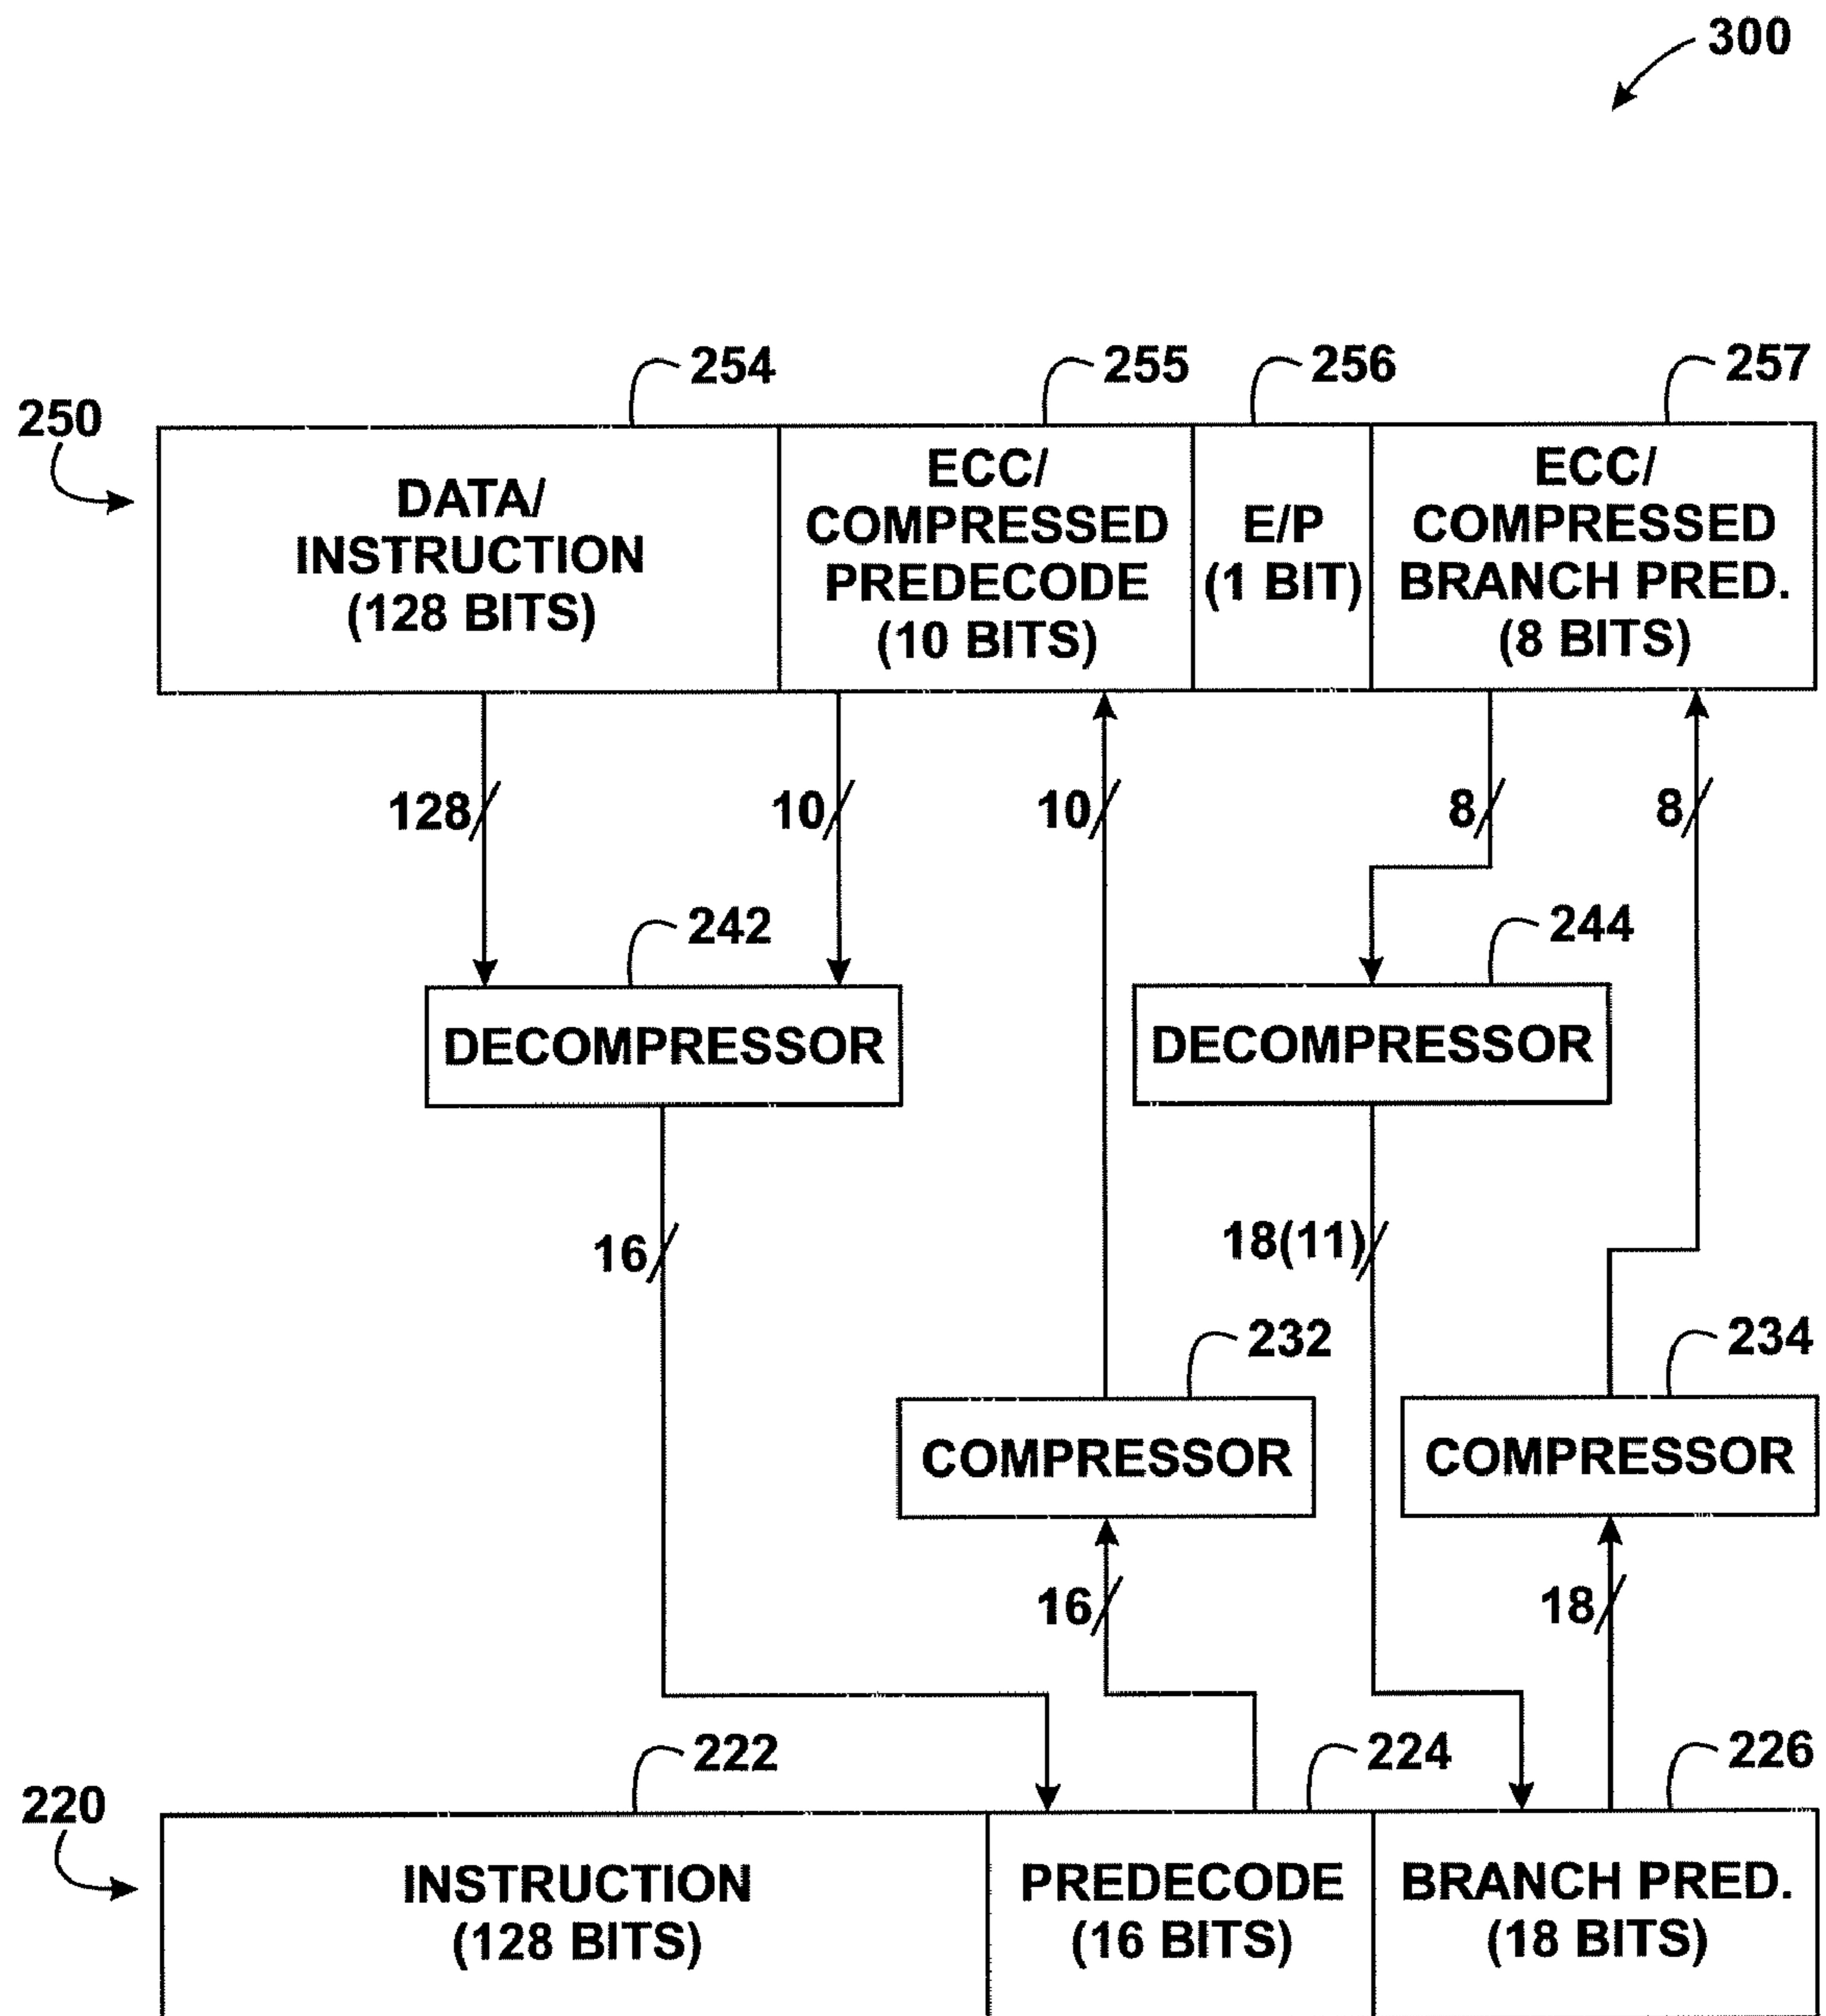 300
254
255
256
257
250
DATA/
INSTRUCTION
(128 BITS)
ECC/
COMPRESSED
PREDECODE
(10 BITS)
E/P
(1 BIT)
ECC/
COMPRESSED
BRANCH PRED.
(8 BITS)
128
10
10
8
8
242
244
DECOMPRESSOR
DECOMPRESSOR
16
18(11)
232
234
COMPRESSOR
COMPRESSOR
16
18
222
224
226
220
INSTRUCTION
(128 BITS)
PREDECODE
(16 BITS)
BRANCH PRED.
(18 BITS)